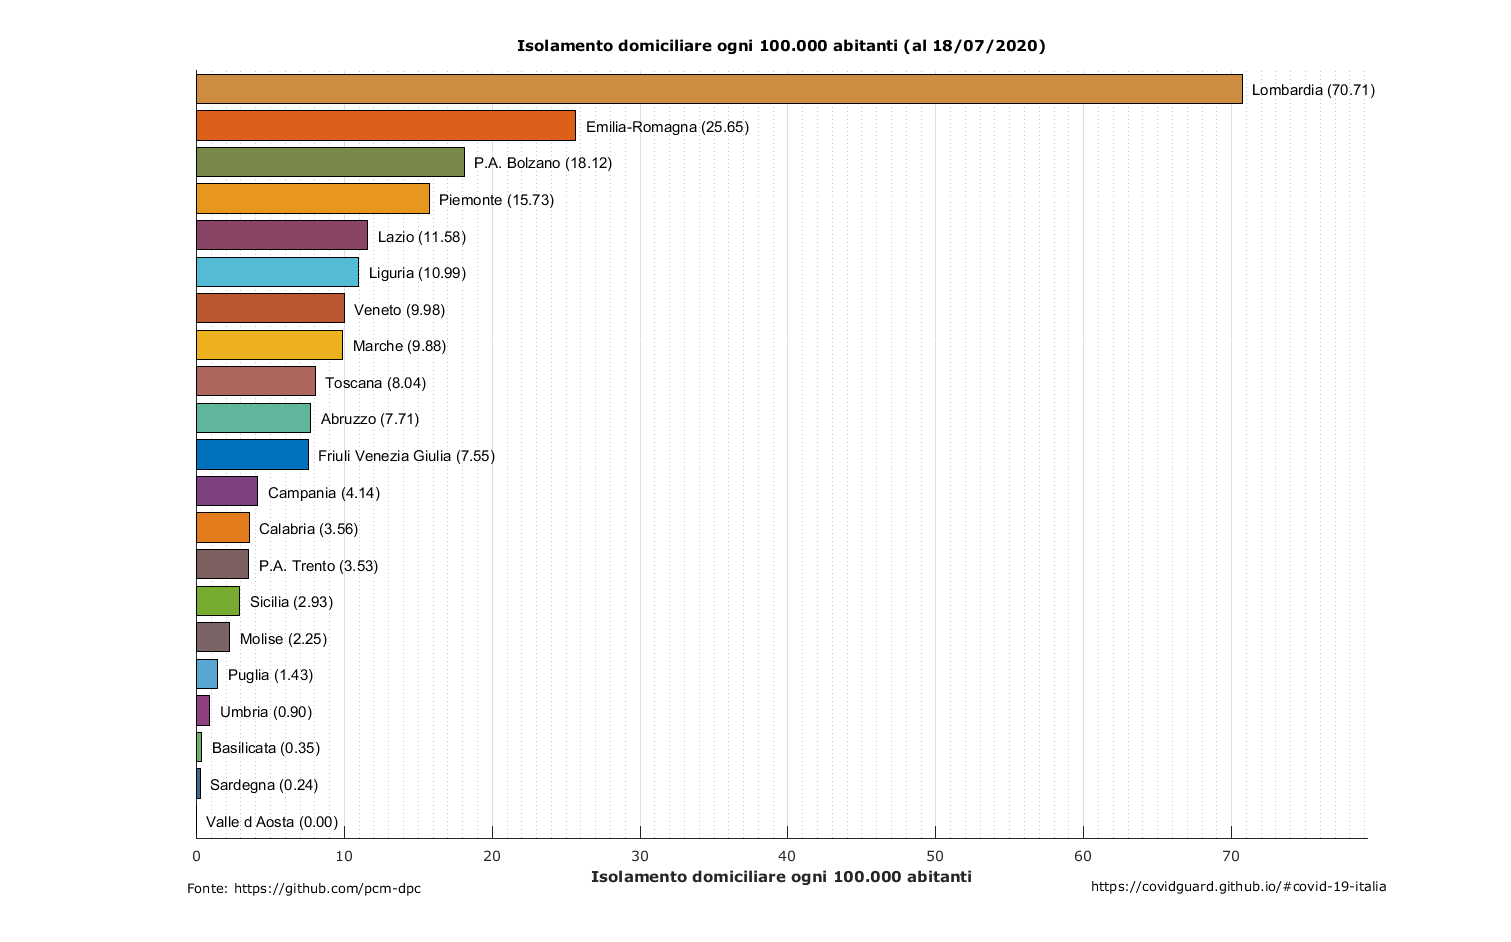 Isolamento domiciliare ogni 100.000 abitanti (al 18/07/2020)
Lombardia (70.71)
Emilia-Romagna (25.65)
P.A. Bolzano (18.12)
Piemonte (15.73)
Lazio (11.58)
Liguria (10.99)
Veneto (9.98)
Marche (9.88)
Toscana (8.04)
Abruzzo (7.71)
Friuli Venezia Giulia (7.55)
Campania (4.14)
Calabria (3.56)
P.A. Trento (3.53)
Sicilia (2.93)
Molise (2.25)
Puglia (1.43)
Umbria (0.90)
Basilicata (0.35)
Sardegna (0.24)
Valle d Aosta (0.00)
0 10 20 30 40 50 60 70
Isolamento domiciliare ogni 100.000 abitanti
Fonte: https://github.com/pcm-dpc
https://covidguard.github.io/#covid-19-italia